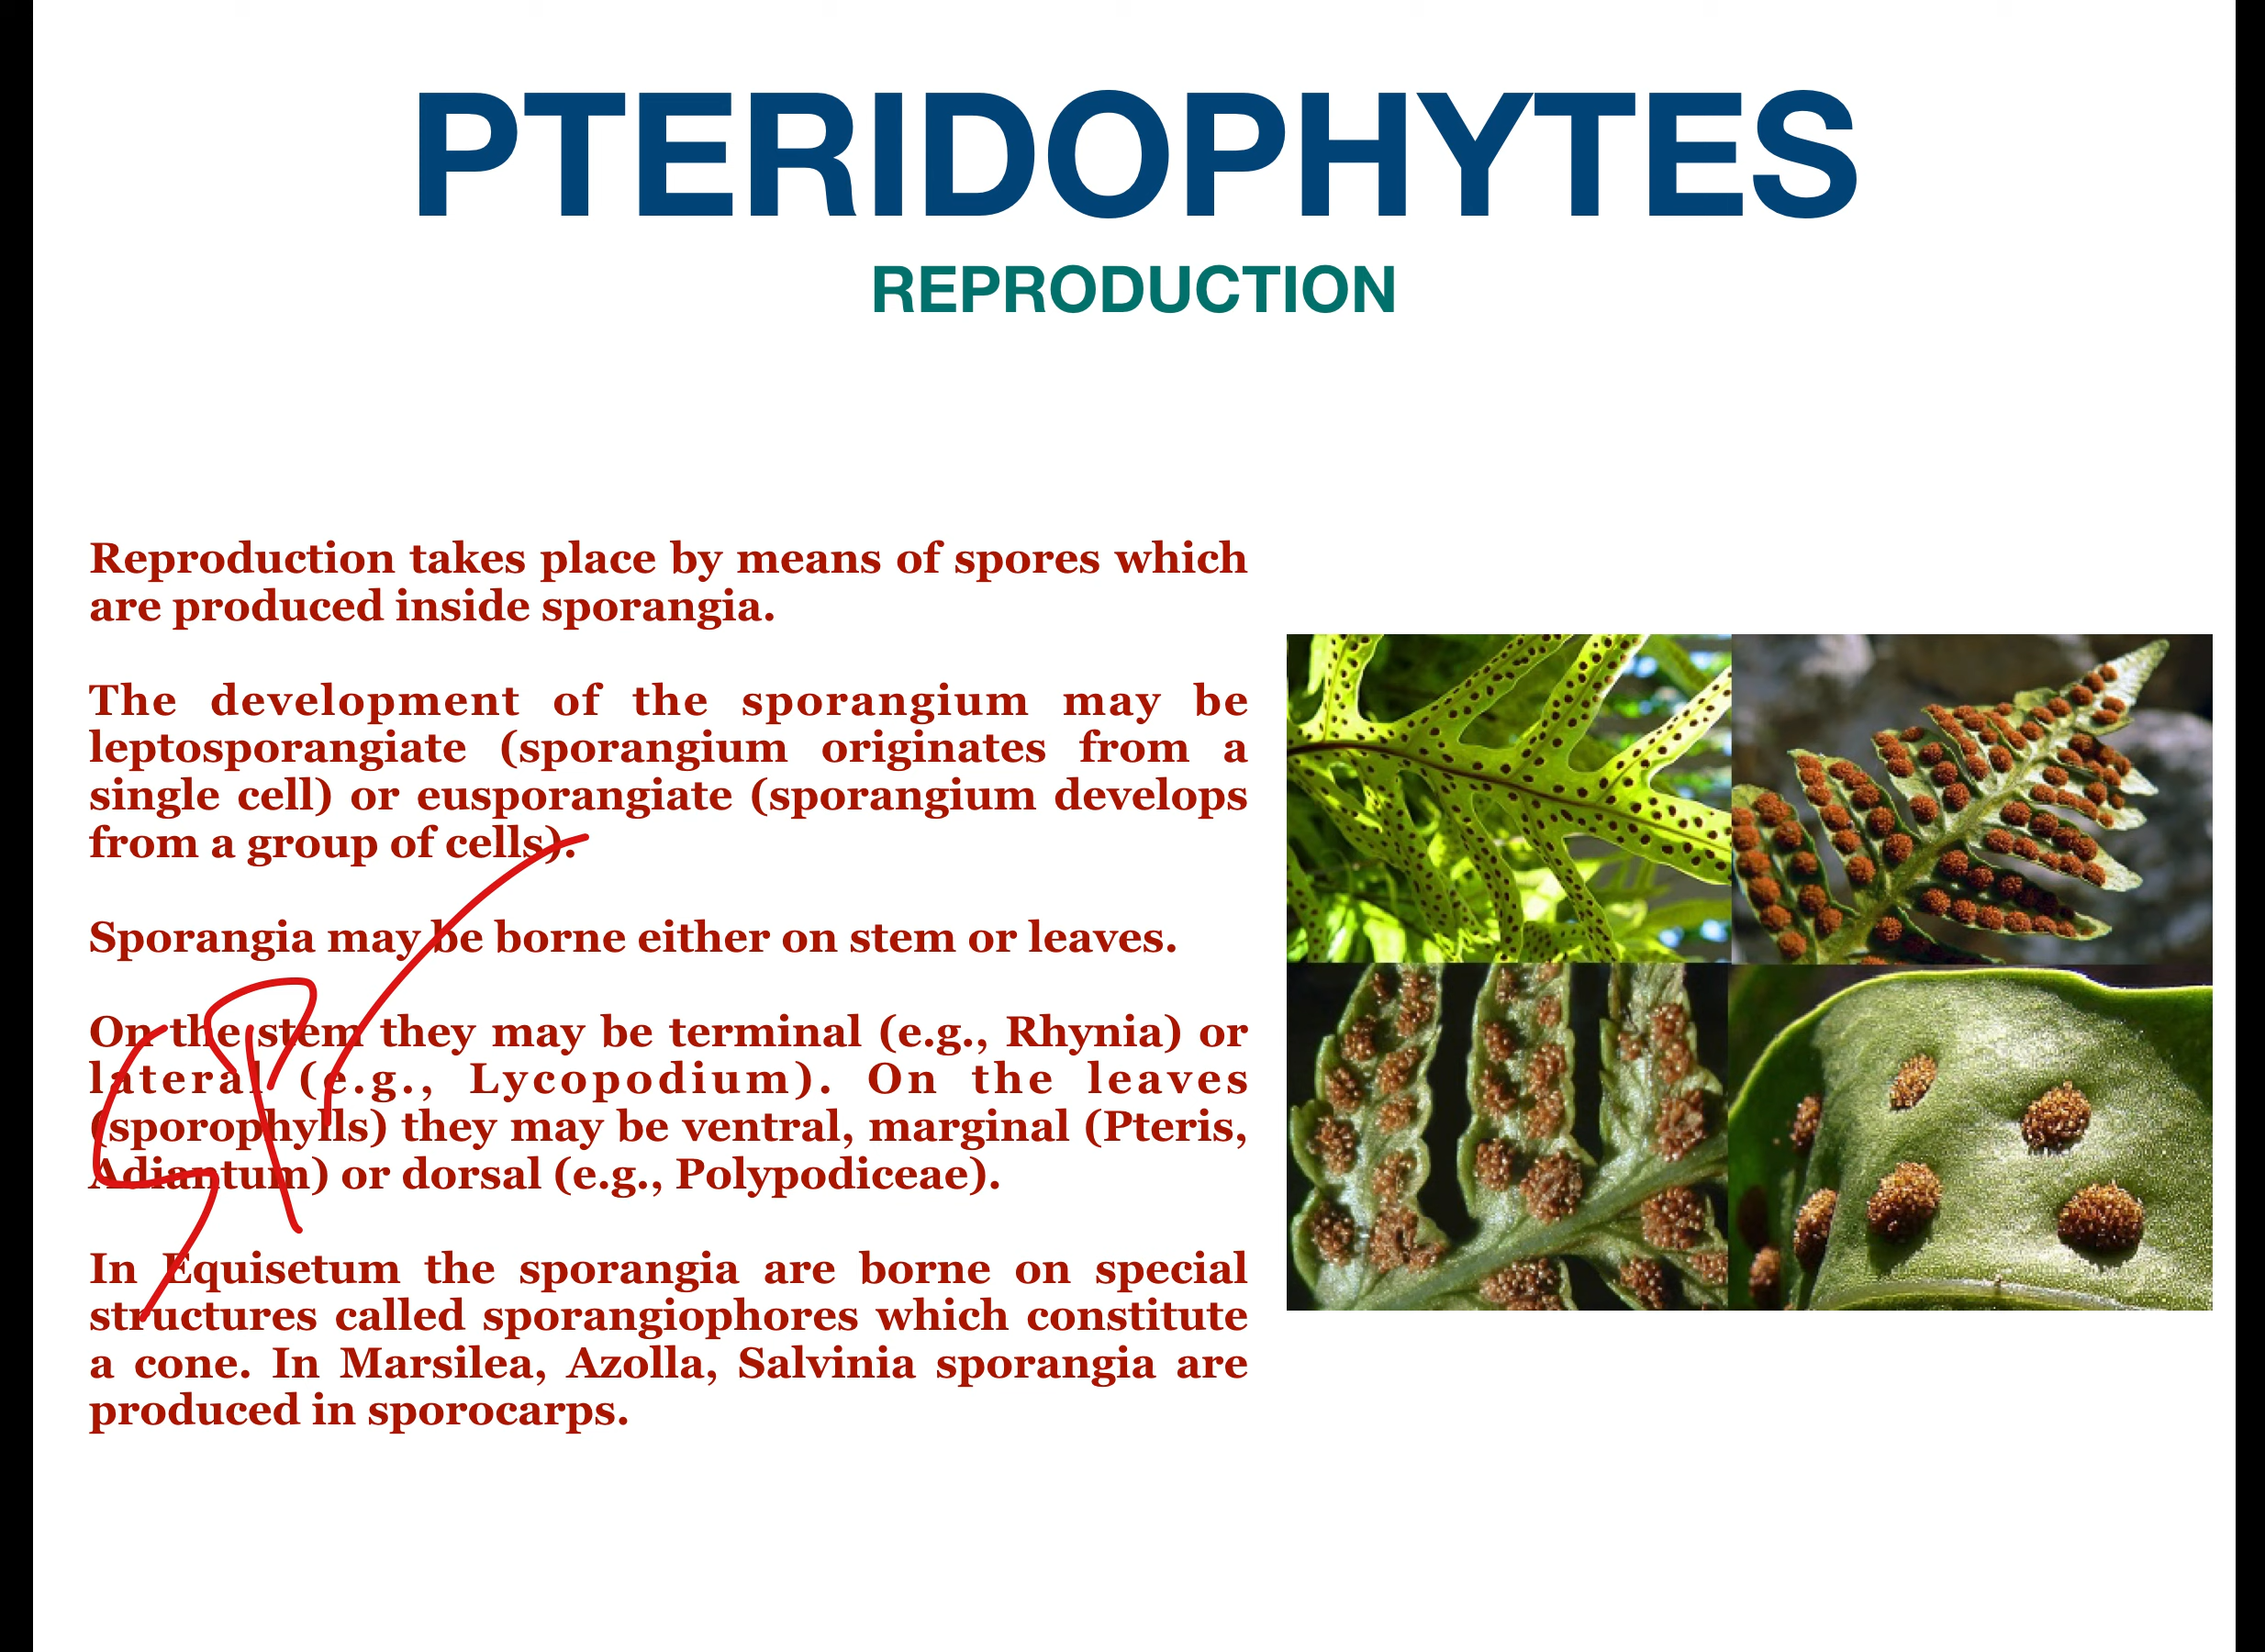 PTERIDOPHYTES
REPRODUCTION
Reproduction takes place by means of spores which
are produced inside sporangia.
The development of the sporangium may be
leptosporangiate (sporangium originates from a
single cell) or eusporangiate (sporangium develops
from a group of cells).
Sporangia may be borne either on stem or leaves.
On the stem they may be terminal (e.g., Rhynia) or
lateral (e.g., Lycopodium). On the leaves
(sporophylls) they may be ventral, marginal (Pteris,
Adiantum) or dorsal (e.g., Polypodiceae).
In Equisetum the sporangia are borne on special
structures called sporangiophores which constitute
a cone. In Marsilea, Azolla, Salvinia sporangia are
produced in sporocarps.